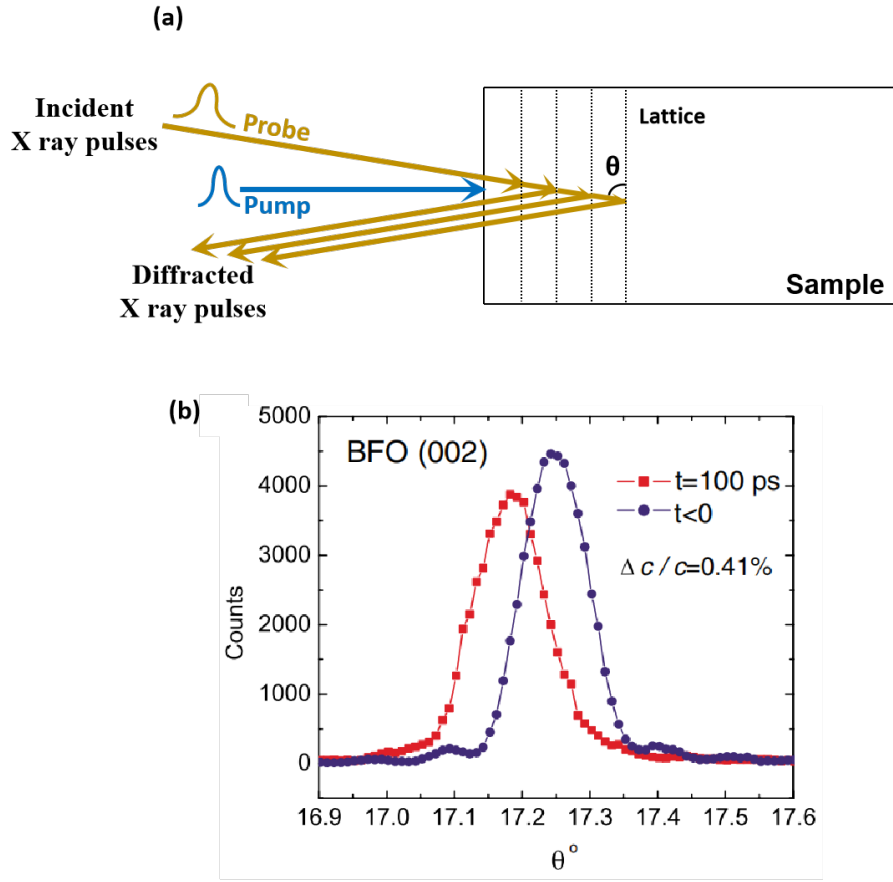 (a)
Incident
X ray pulses
Probe
Pump
Lattice
θ
Diffracted
X ray pulses
Sample
(b)
BFO (002)
t=100 ps
t<0
Δc/c=0.41%
Counts
5000
4000
3000
2000
1000
0
16.9 17.0 17.1 17.2 17.3 17.4 17.5 17.6
θ°